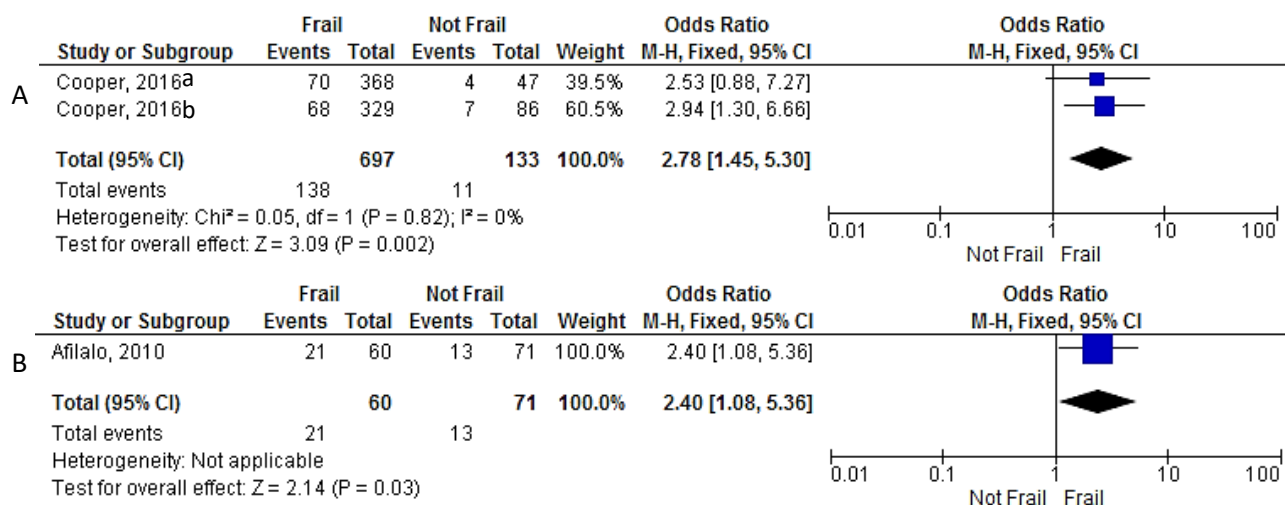 Frail Not Frail Odds Ratio Odds Ratio
Study or Subgroup Events Total Events Total Weight M-H, Fixed, 95% CI M-H, Fixed, 95% CI
A
Cooper, 2016a 70 368 4 47 39.5% 2.53 [0.88, 7.27]
Cooper, 2016b 68 329 7 86 60.5% 2.94 [1.30, 6.66]
Total (95% CI) 697 133 100.0% 2.78 [1.45, 5.30]
Total events 138 11
Heterogeneity: Chi² = 0.05, df = 1 (P = 0.82); I² = 0%
Test for overall effect: Z = 3.09 (P = 0.002)
0.01 0.1 1 10 100
Not Frail Frail
Frail Not Frail Odds Ratio Odds Ratio
Study or Subgroup Events Total Events Total Weight M-H, Fixed, 95% CI M-H, Fixed, 95% CI
B
Afilalo, 2010 21 60 13 71 100.0% 2.40 [1.08, 5.36]
Total (95% CI) 60 71 100.0% 2.40 [1.08, 5.36]
Total events 21 13
Heterogeneity: Not applicable
Test for overall effect: Z = 2.14 (P = 0.03)
0.01 0.1 1 10 100
Not Frail Frail